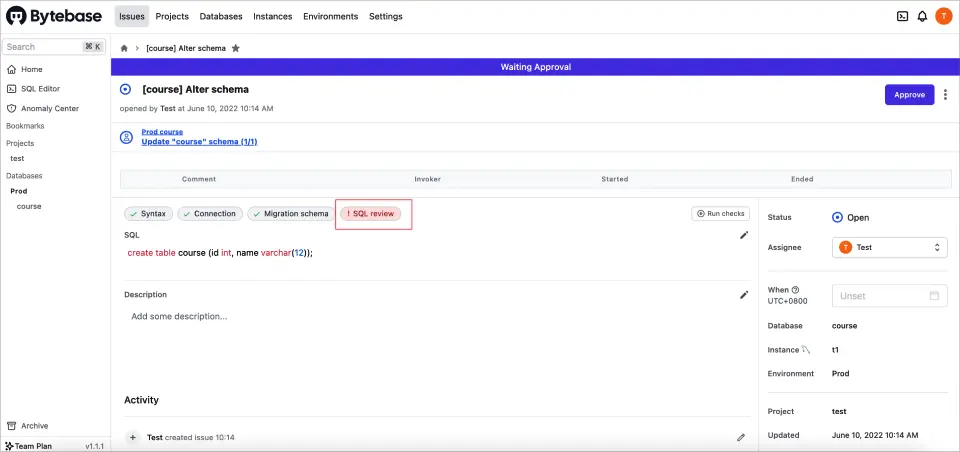 Bytebase
Issues Projects Databases Instances Environments Settings
T
Search ⌘ K
[course] Alter schema
Home
SQL Editor
Anomaly Center
Bookmarks
Projects
test
Databases
Prod
course
Archive
Team Plan v1.1.1
Waiting Approval
[course] Alter schema
Approve
opened by Test at June 10, 2022 10:14 AM
Prod course
Update "course" schema (1/1)
Comment Invoker Started Ended
Syntax Connection Migration schema ! SQL review Run checks
SQL
create table course (id int, name varchar(12));
Description
Add some description...
Activity
Test created issue 10:14
Status Open
Assignee T Test
When
UTC+0800 Unset
Database course
Instance t1
Environment Prod
Project test
Updated June 10, 2022 10:14 AM